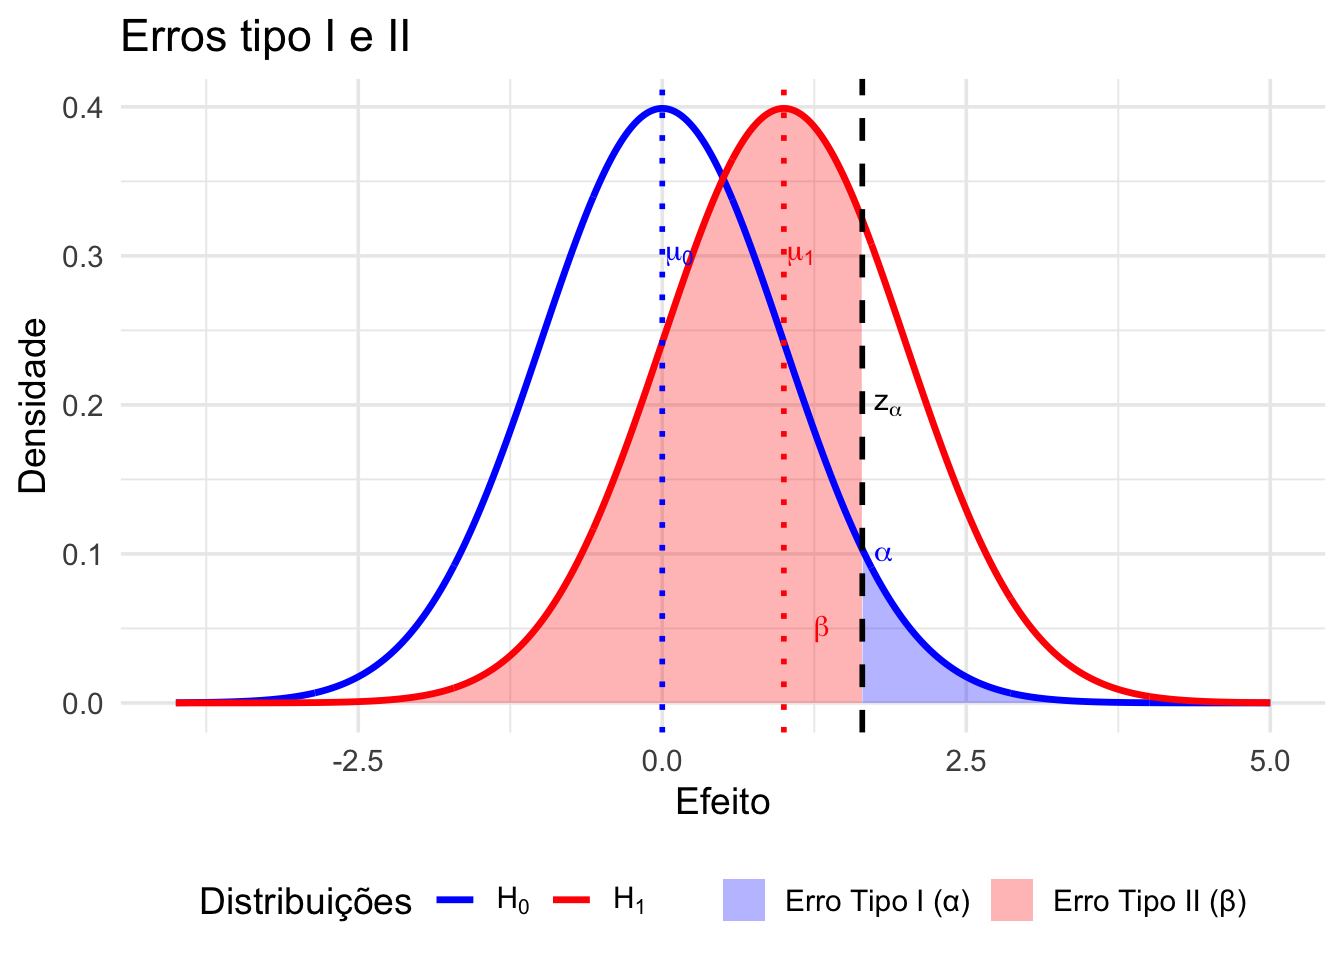 Erros tipo I e II
0.4
0.3
0.2
0.1
0.0
Densidade
μ₀
μ₁
zα
α
β
-2.5
0.0
2.5
5.0
Efeito
Distribuições H₀ H₁ Erro Tipo I (α) Erro Tipo II (β)